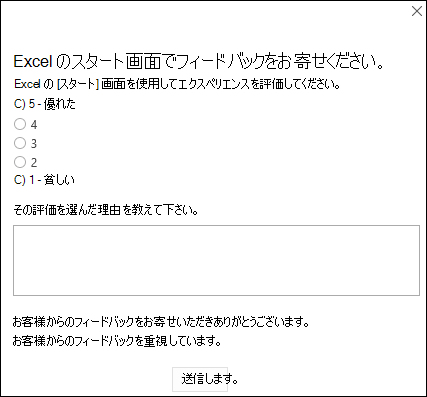 Excel のスタート画面でフィードバックをお寄せください。
Excel の [スタート] 画面を使用してエクスペリエンスを評価してください。
C) 5 - 優れた
4
3
2
C) 1 - 貧しい
その評価を選んだ理由を教えて下さい。
お客様からのフィードバックをお寄せいただきありがとうございます。
お客様からのフィードバックを重視しています。
送信します。